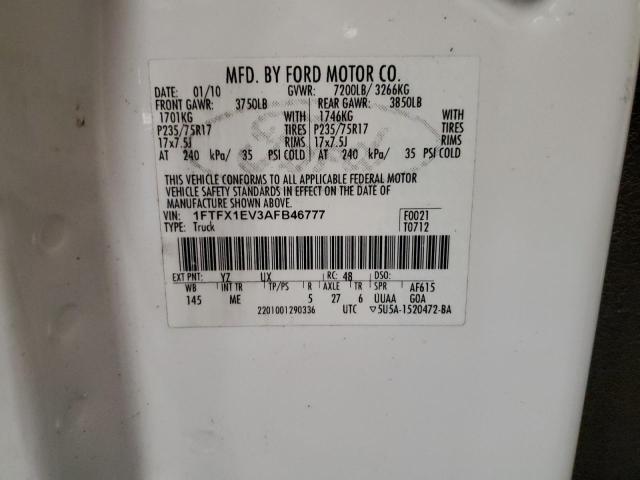 MFD. BY FORD MOTOR CO.
DATE: 01/10 GVWR: 7200LB/ 3266KG
FRONT GAWR: 3750LB REAR GAWR: 3850LB
1701KG WITH 1746KG WITH
P235/75R17 TIRES P235/75R17 TIRES
17x7.5J RIMS 17x7.5J RIMS
AT 240 kPa/ 35 PSI COLD AT 240 kPa/ 35 PSI COLD
THIS VEHICLE CONFORMS TO ALL APPLICABLE FEDERAL MOTOR
VEHICLE SAFETY STANDARDS IN EFFECT ON THE DATE OF
MANUFACTURE SHOWN ABOVE.
VIN: 1FTFX1EV3AFB46777 F0021
TYPE: Truck T0712
EXT PNT: YZ UX RC: 48 DSO:
WB INT TR TP/PS R AXLE TR SPR AF615
145 ME 5 27 6 UUAA G0A
2201001290336 UTC ▽5U5A-1520472-BA
Ford